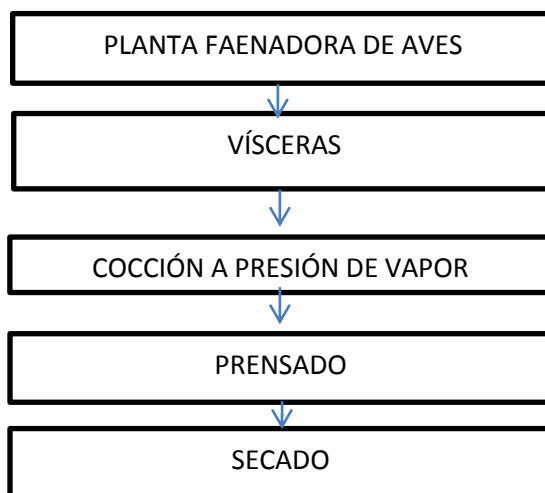 PLANTA FAENADORA DE AVES
VÍSCERAS
COCCIÓN A PRESIÓN DE VAPOR
PRENSADO
SECADO